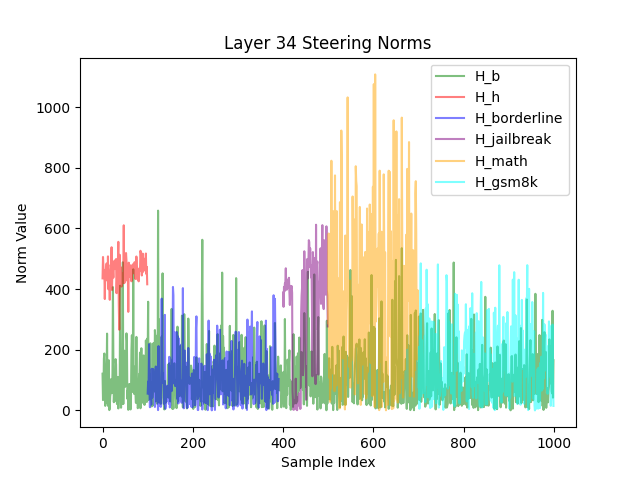 Layer 34 Steering Norms
Norm Value
1000
800
600
400
200
0
H_b
H_h
H_borderline
H_jailbreak
H_math
H_gsm8k
0 200 400 600 800 1000
Sample Index